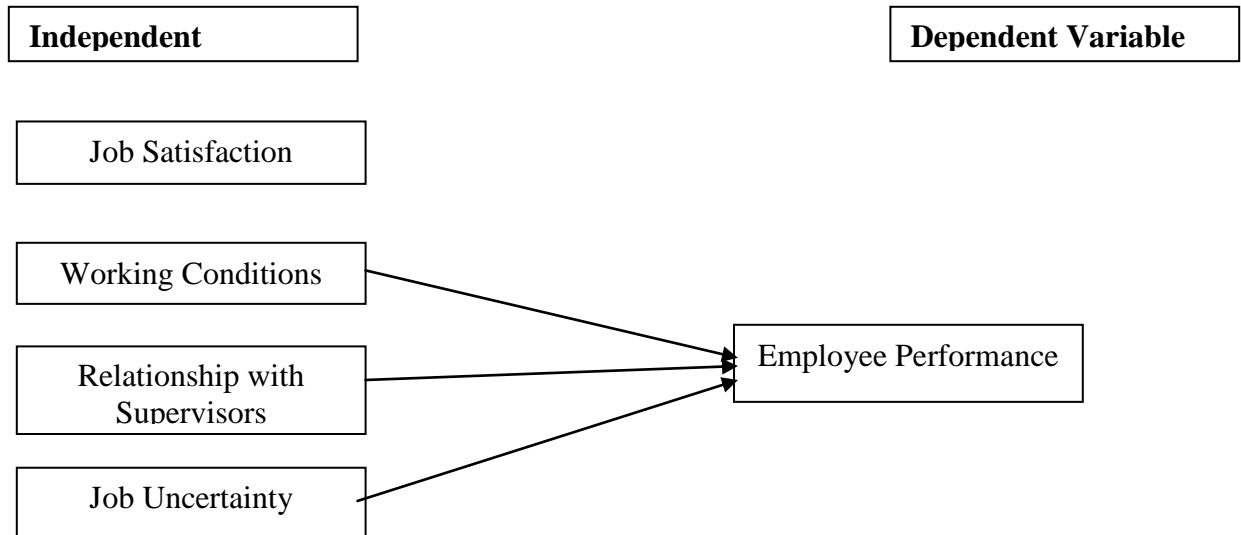 Independent
Dependent Variable
Job Satisfaction
Working Conditions
Relationship with
Supervisors
Employee Performance
Job Uncertainty